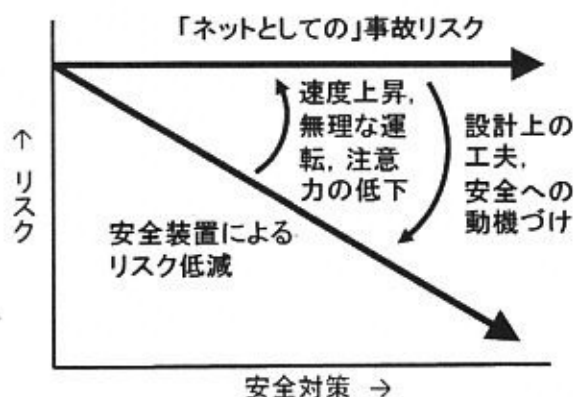 「ネットとしての」事故リスク
速度上昇,
無理な運
転, 注意
力の低下
設計上の
工夫,
安全への
動機づけ
↑ リスク
安全装置による
リスク低減
安全対策 →